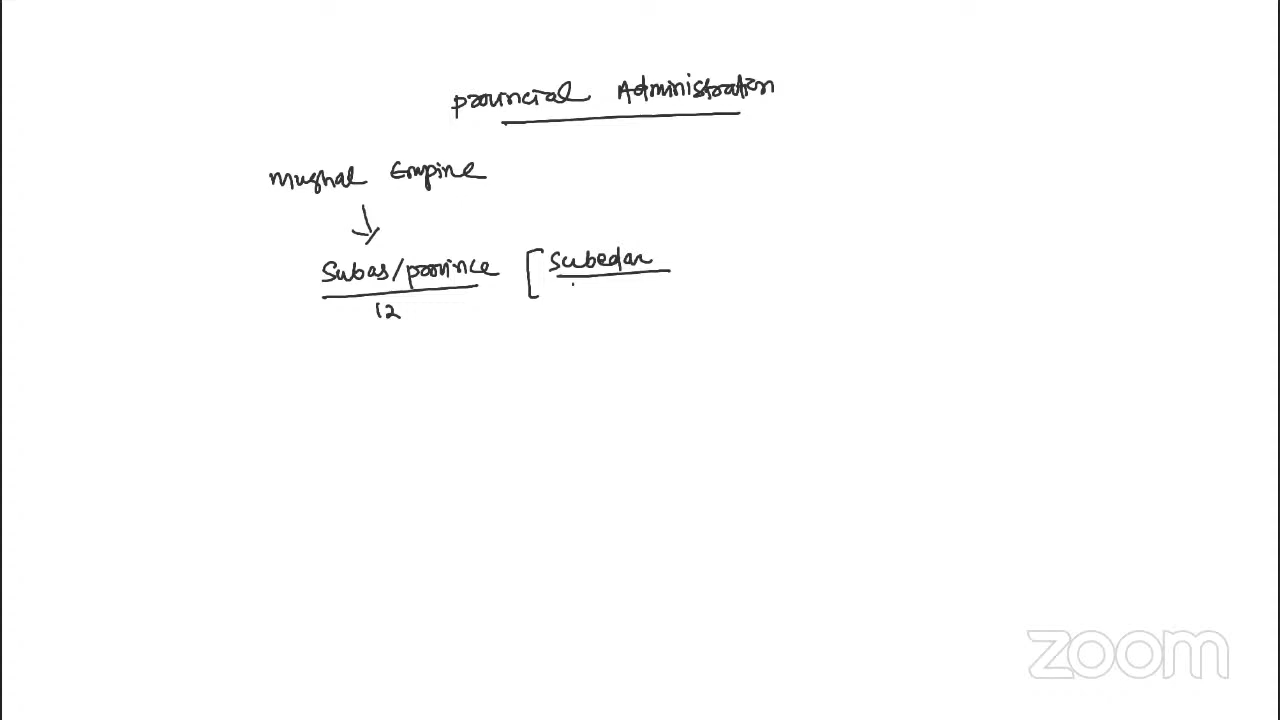 Provincial Administration
Mughal Empire
Subas/province [ Subedar
12
zoom